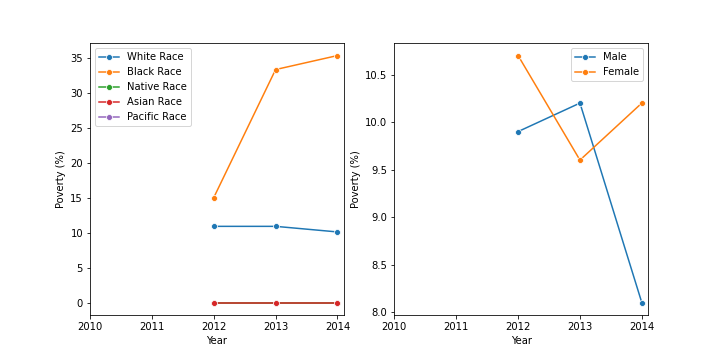 White Race
Black Race
Native Race
Asian Race
Pacific Race
Poverty (%)
35
30
25
20
15
10
5
0
2010 2011 2012 2013 2014
Year
Male
Female
Poverty (%)
10.5
10.0
9.5
9.0
8.5
8.0
2010 2011 2012 2013 2014
Year